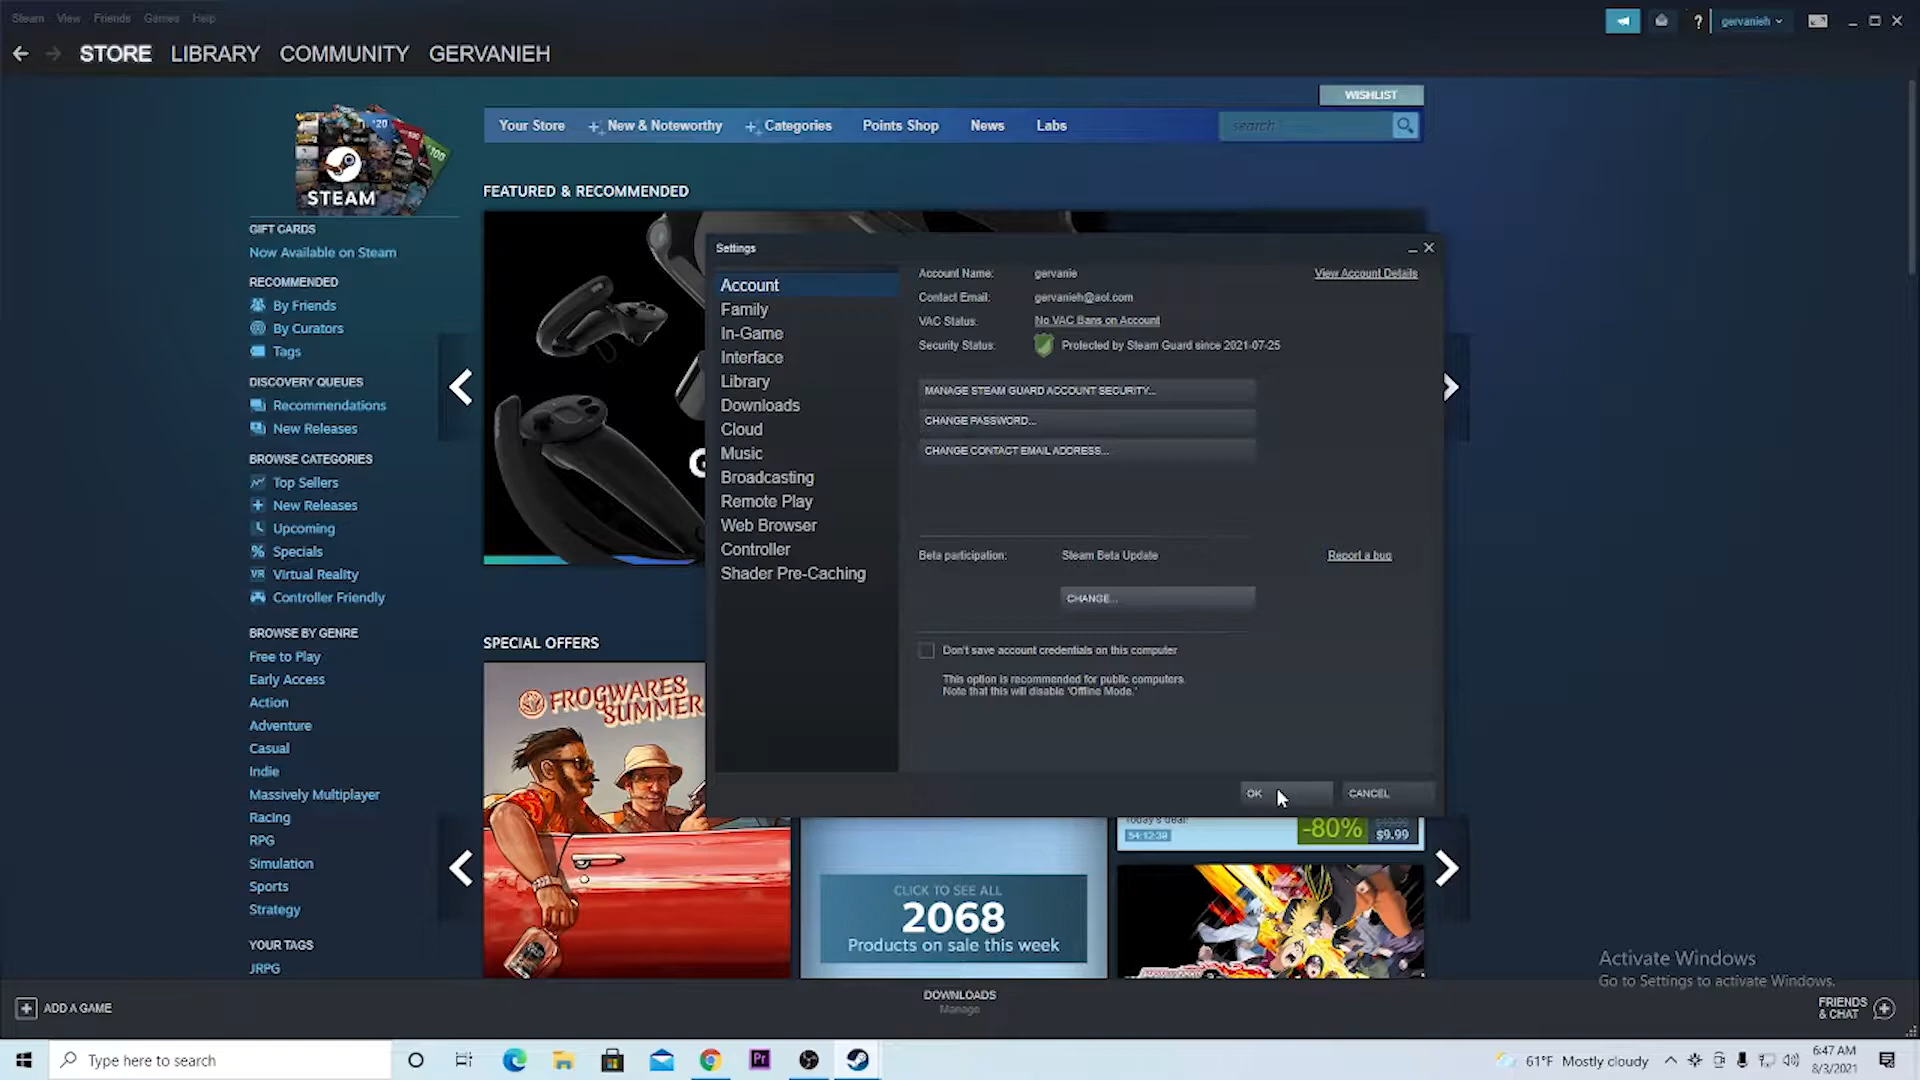 Steam View Friends Games Help
gervanieh
STORE LIBRARY COMMUNITY GERVANIEH
WISHLIST
Your Store New & Noteworthy Categories Points Shop News Labs
search
$20
$100
STEAM
FEATURED & RECOMMENDED
GIFT CARDS
Now Available on Steam
RECOMMENDED
By Friends
By Curators
Tags
DISCOVERY QUEUES
Recommendations
New Releases
BROWSE CATEGORIES
Top Sellers
New Releases
Upcoming
Specials
VR Virtual Reality
Controller Friendly
BROWSE BY GENRE
Free to Play
Early Access
Action
Adventure
Casual
Indie
Massively Multiplayer
Racing
RPG
Simulation
Sports
Strategy
YOUR TAGS
JRPG
Settings
Account
Family
In-Game
Interface
Library
Downloads
Cloud
Music
Broadcasting
Remote Play
Web Browser
Controller
Shader Pre-Caching
Account Name: gervanie View Account Details
Contact Email: gervanieh@aol.com
VAC Status: No VAC Bans on Account
Security Status: Protected by Steam Guard since 2021-07-25
MANAGE STEAM GUARD ACCOUNT SECURITY...
CHANGE PASSWORD...
CHANGE CONTACT EMAIL ADDRESS...
Beta participation: Steam Beta Update Report a bug
CHANGE...
Don't save account credentials on this computer
This option is recommended for public computers.
Note that this will disable 'Offline Mode.'
OK CANCEL
SPECIAL OFFERS
FROGWARES
SUMMER
CLICK TO SEE ALL
2068
Products on sale this week
Today's deal!
54:12:39
-80%
$9.99
Activate Windows
Go to Settings to activate Windows.
ADD A GAME
DOWNLOADS
Manage
FRIENDS
& CHAT
Type here to search
Pr
61°F Mostly cloudy
6:47 AM
8/3/2021